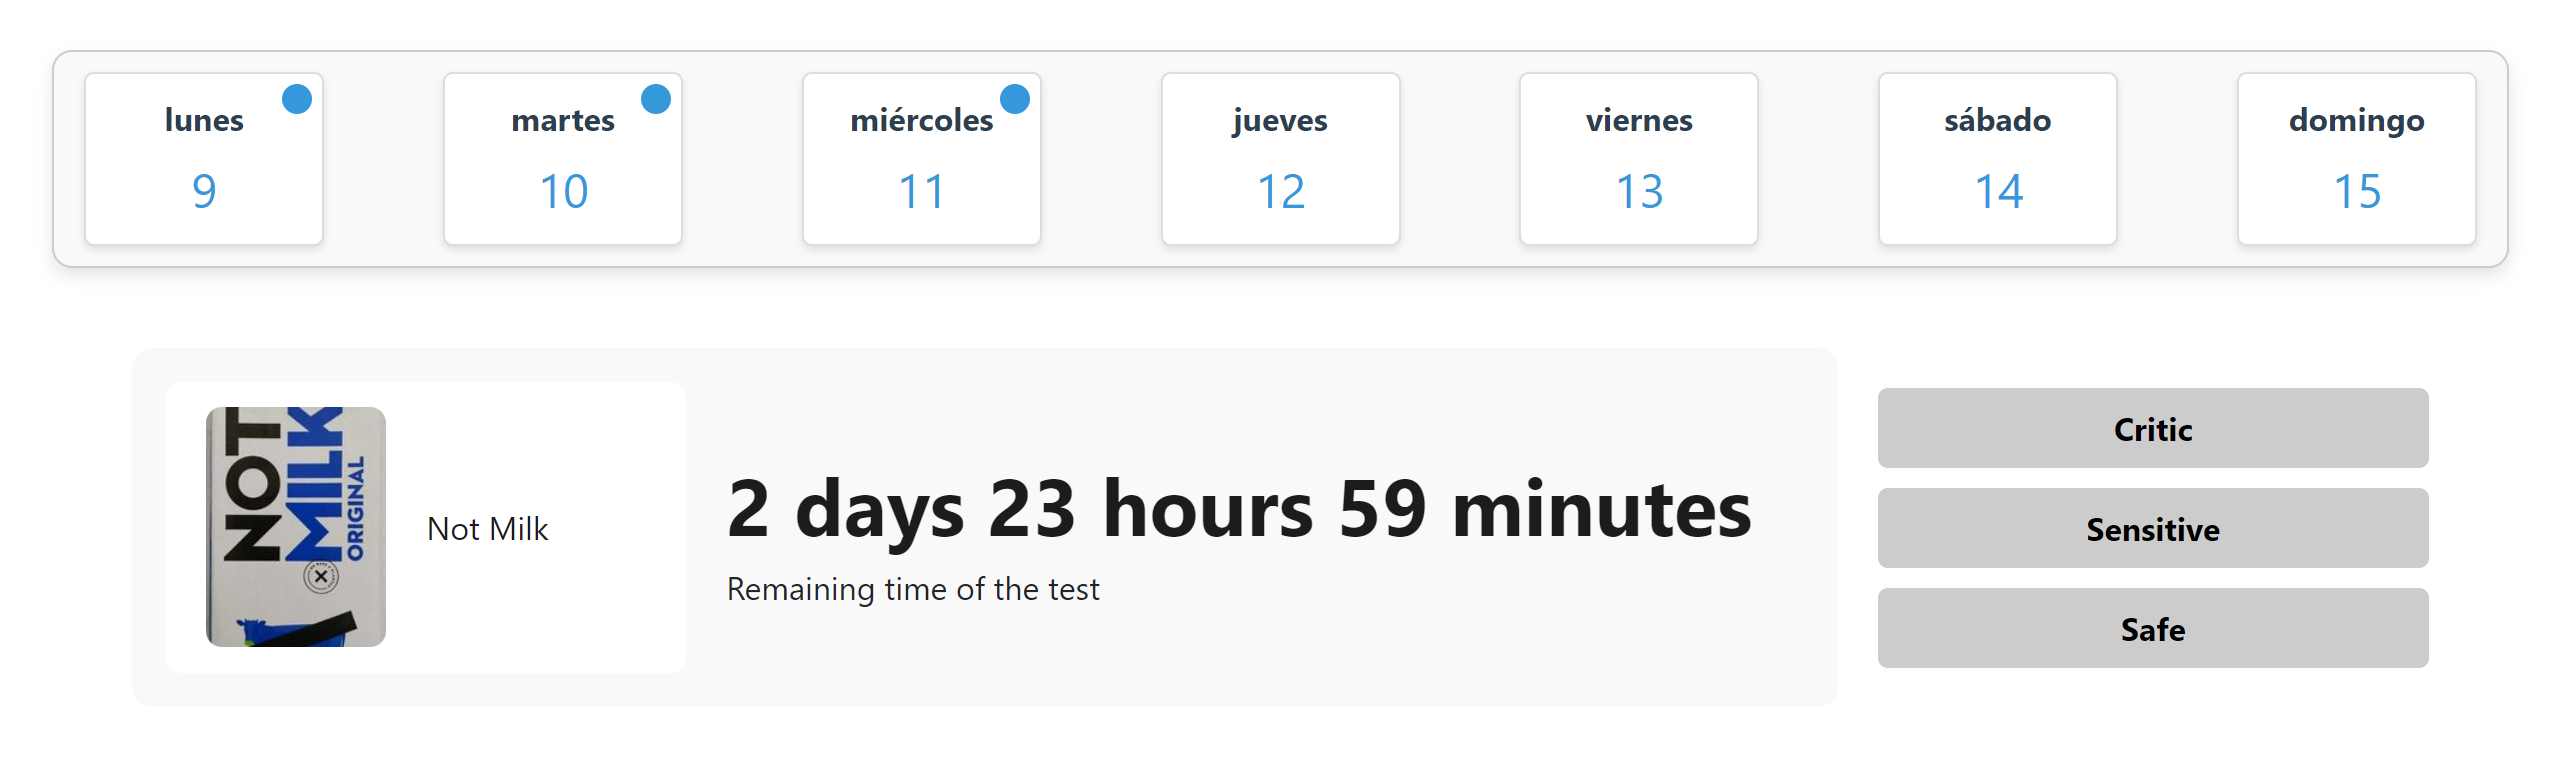 lunes
9
martes
10
miércoles
11
jueves
12
viernes
13
sábado
14
domingo
15
NOT
MILK
ORIGINAL
Not Milk
2 days 23 hours 59 minutes
Remaining time of the test
Critic
Sensitive
Safe